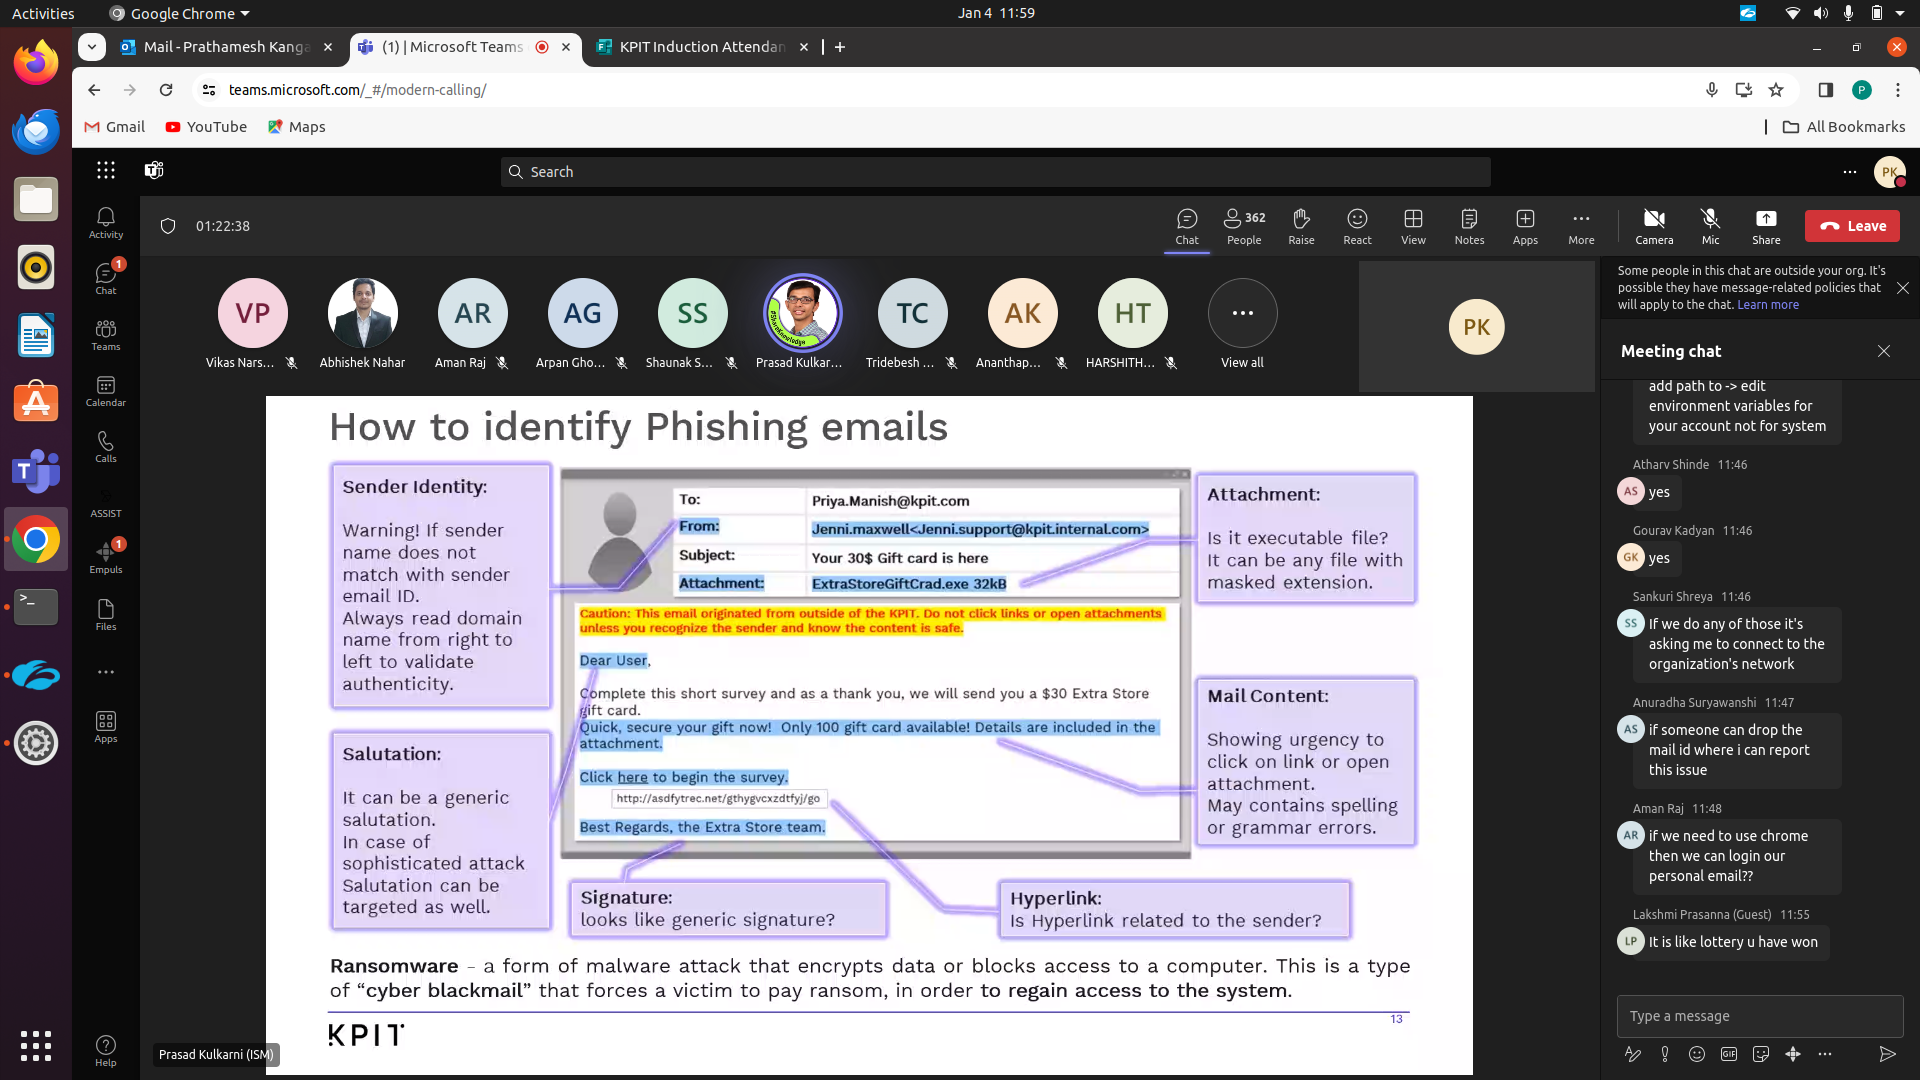 Activities
Google Chrome
Jan 4 11:59
Mail - Prathamesh Kanga
(1) | Microsoft Teams
KPIT Induction Attendan
teams.microsoft.com/_#/modern-calling/
P
Gmail
YouTube
Maps
All Bookmarks
Search
PK
01:22:38
Chat
362
People
Raise
React
View
Notes
Apps
More
Camera
Mic
Share
Leave
Activity
1
Chat
Teams
Calendar
Calls
ASSIST
1
Empuls
Files
Apps
Help
VP
AR
AG
SS
#ShareKnowledge
TC
AK
HT
Vikas Nars...
Abhishek Nahar
Aman Raj
Arpan Gho...
Shaunak S...
Prasad Kulkar...
Tridebesh ...
Ananthap...
HARSHITH...
View all
PK
How to identify Phishing emails
Sender Identity:
Warning! If sender
name does not
match with sender
email ID.
Always read domain
name from right to
left to validate
authenticity.
Salutation:
It can be a generic
salutation.
In case of
sophisticated attack
Salutation can be
targeted as well.
To: Priya.Manish@kpit.com
From: Jenni.maxwell<Jenni.support@kpit.internal.com>
Subject: Your 30$ Gift card is here
Attachment: ExtraStoreGiftCrad.exe 32kB
Caution: This email originated from outside of the KPIT. Do not click links or open attachments
unless you recognize the sender and know the content is safe.
Dear User,
Complete this short survey and as a thank you, we will send you a $30 Extra Store
gift card.
Quick, secure your gift now! Only 100 gift card available! Details are included in the
attachment.
Click here to begin the survey.
http://asdfytrec.net/gthygvcxzdtfyj/go
Best Regards, the Extra Store team.
Attachment:
Is it executable file?
It can be any file with
masked extension.
Mail Content:
Showing urgency to
click on link or open
attachment.
May contains spelling
or grammar errors.
Signature:
looks like generic signature?
Hyperlink:
Is Hyperlink related to the sender?
Ransomware - a form of malware attack that encrypts data or blocks access to a computer. This is a type
of “cyber blackmail” that forces a victim to pay ransom, in order to regain access to the system.
13
KPIT
Prasad Kulkarni (ISM)
Some people in this chat are outside your org. It's
possible they have message-related policies that
will apply to the chat. Learn more
Meeting chat
add path to -> edit
environment variables for
your account not for system
Atharv Shinde 11:46
AS
yes
Gourav Kadyan 11:46
GK
yes
Sankuri Shreya 11:46
SS
If we do any of those it's
asking me to connect to the
organization's network
Anuradha Suryawanshi 11:47
AS
if someone can drop the
mail id where i can report
this issue
Aman Raj 11:48
AR
if we need to use chrome
then we can login our
personal email??
Lakshmi Prasanna (Guest) 11:55
LP
It is like lottery u have won
Type a message
GIF